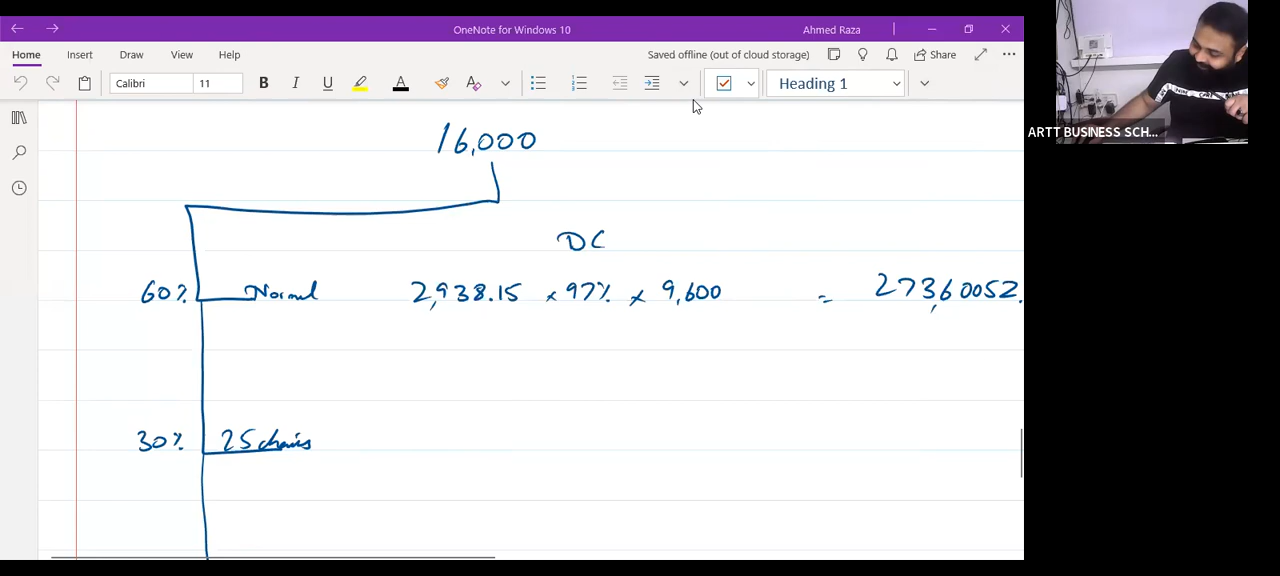 OneNote for Windows 10
Ahmed Raza
Home Insert Draw View Help
Saved offline (out of cloud storage)
Share
Calibri 11 B I U A A Heading 1
16,000
DC
60% Normal 2,938.15 × 97% × 9,600 = 273,60052.
30% 25 chairs
ARTT BUSINESS SCH...